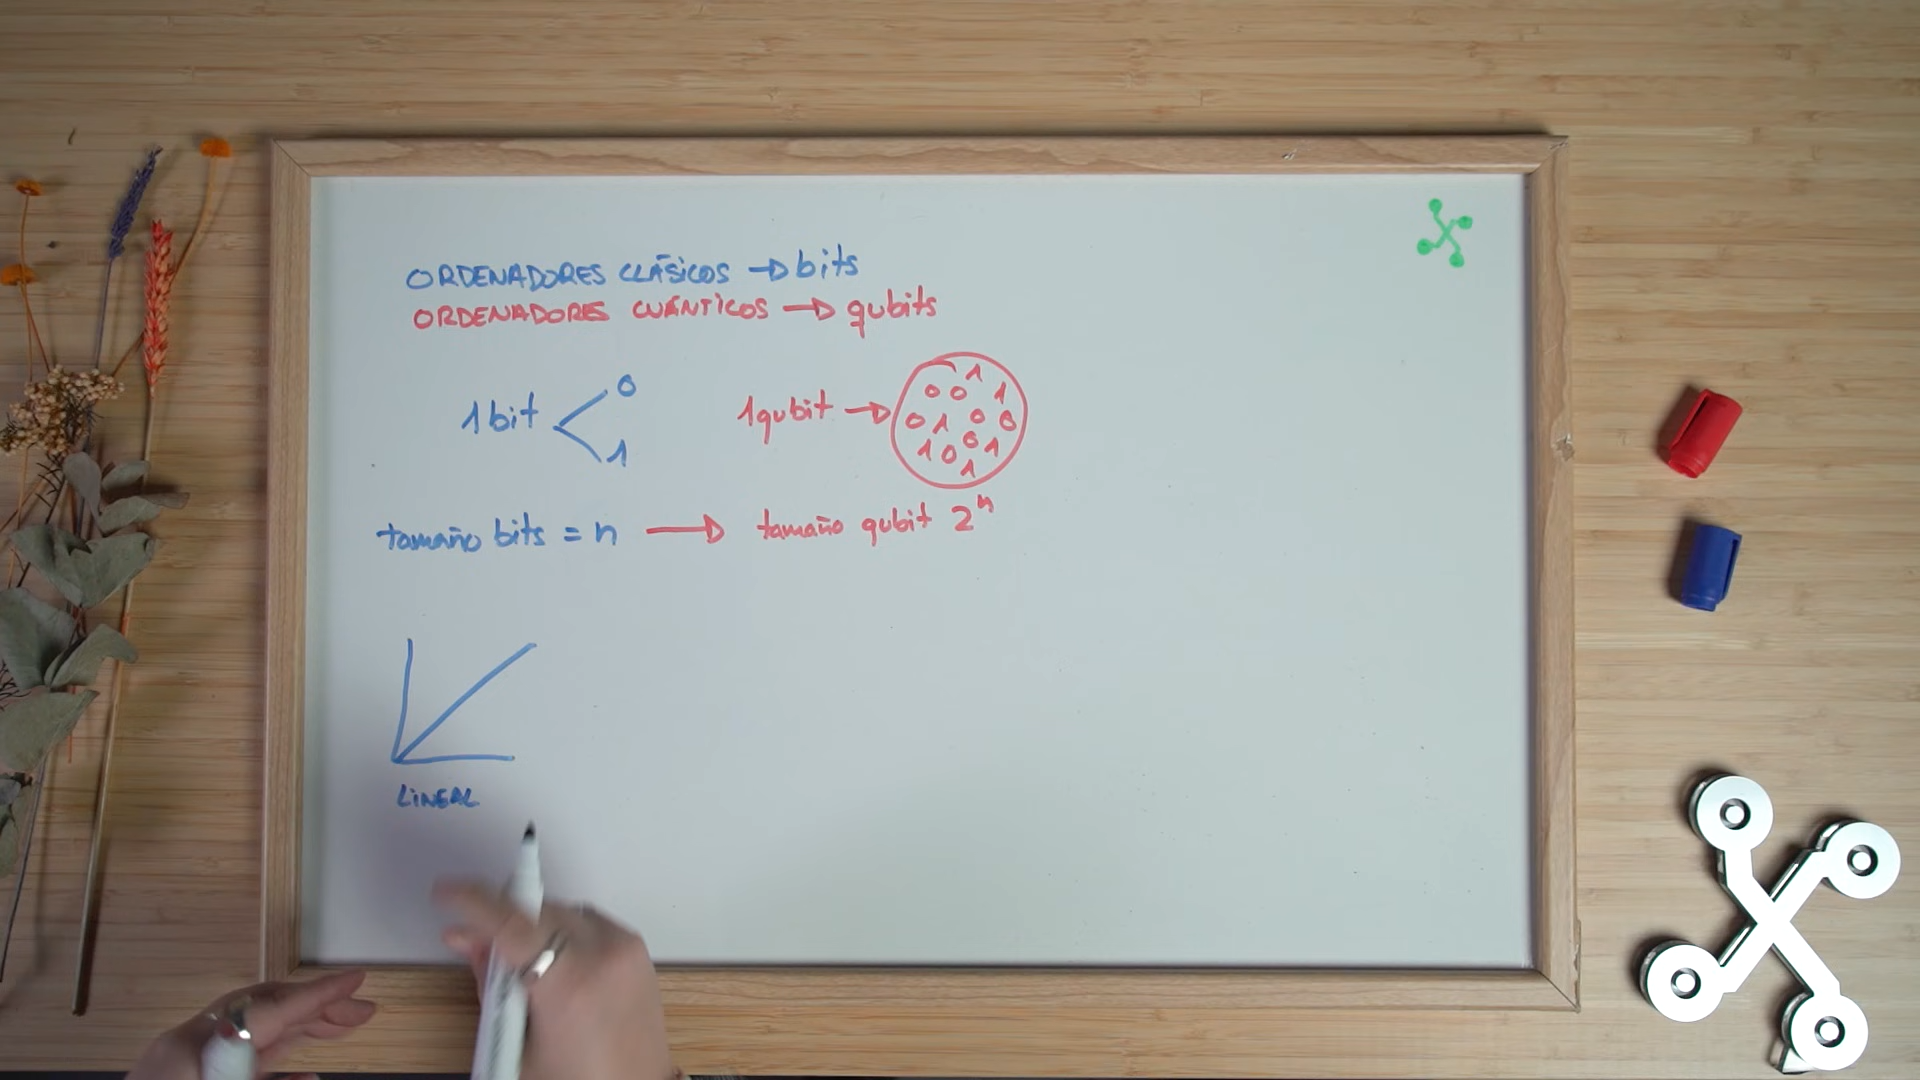 ORDENADORES CLÁSICOS → bits
ORDENADORES CUÁNTICOS → qubits
1 bit < 0 1
1 qubit → 1 0 0 1 0 1 0 0 1 0 0 1 1
tamaño bits = n → tamaño qubit 2ⁿ
LINEAL